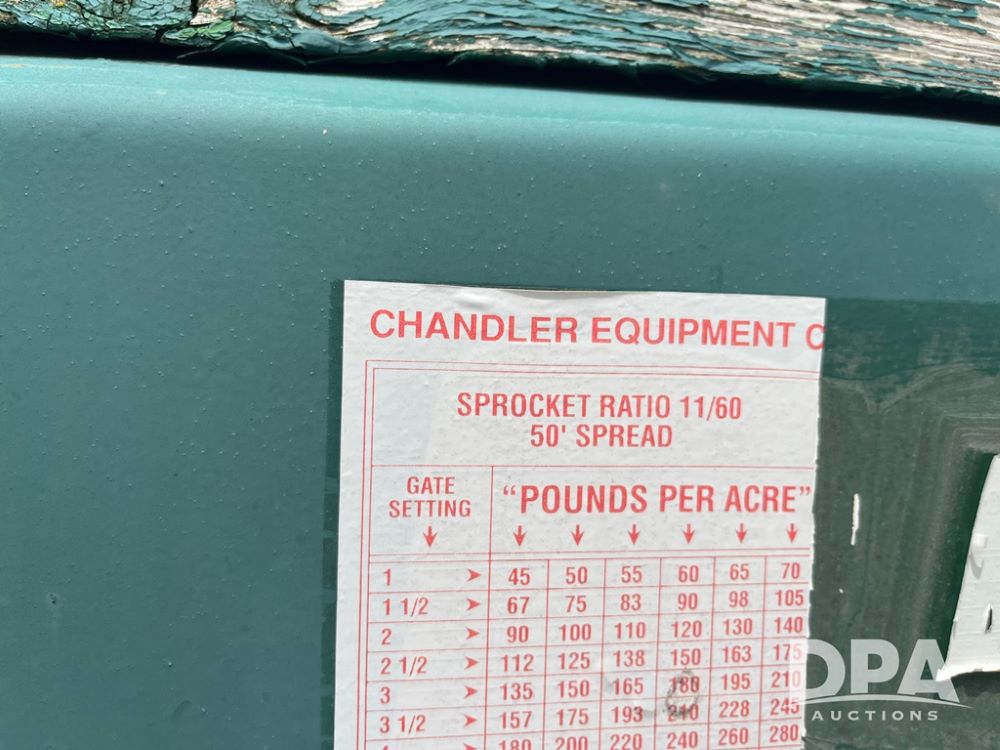 CHANDLER EQUIPMENT C
SPROCKET RATIO 11/60
50' SPREAD
GATE SETTING
"POUNDS PER ACRE"
1 45 50 55 60 65 70
1 1/2 67 75 83 90 98 105
2 90 100 110 120 130 140
2 1/2 112 125 138 150 163 175
3 135 150 165 180 195 210
3 1/2 157 175 193 210 228 245
4 180 200 220 240 260 280
DPA
AUCTIONS